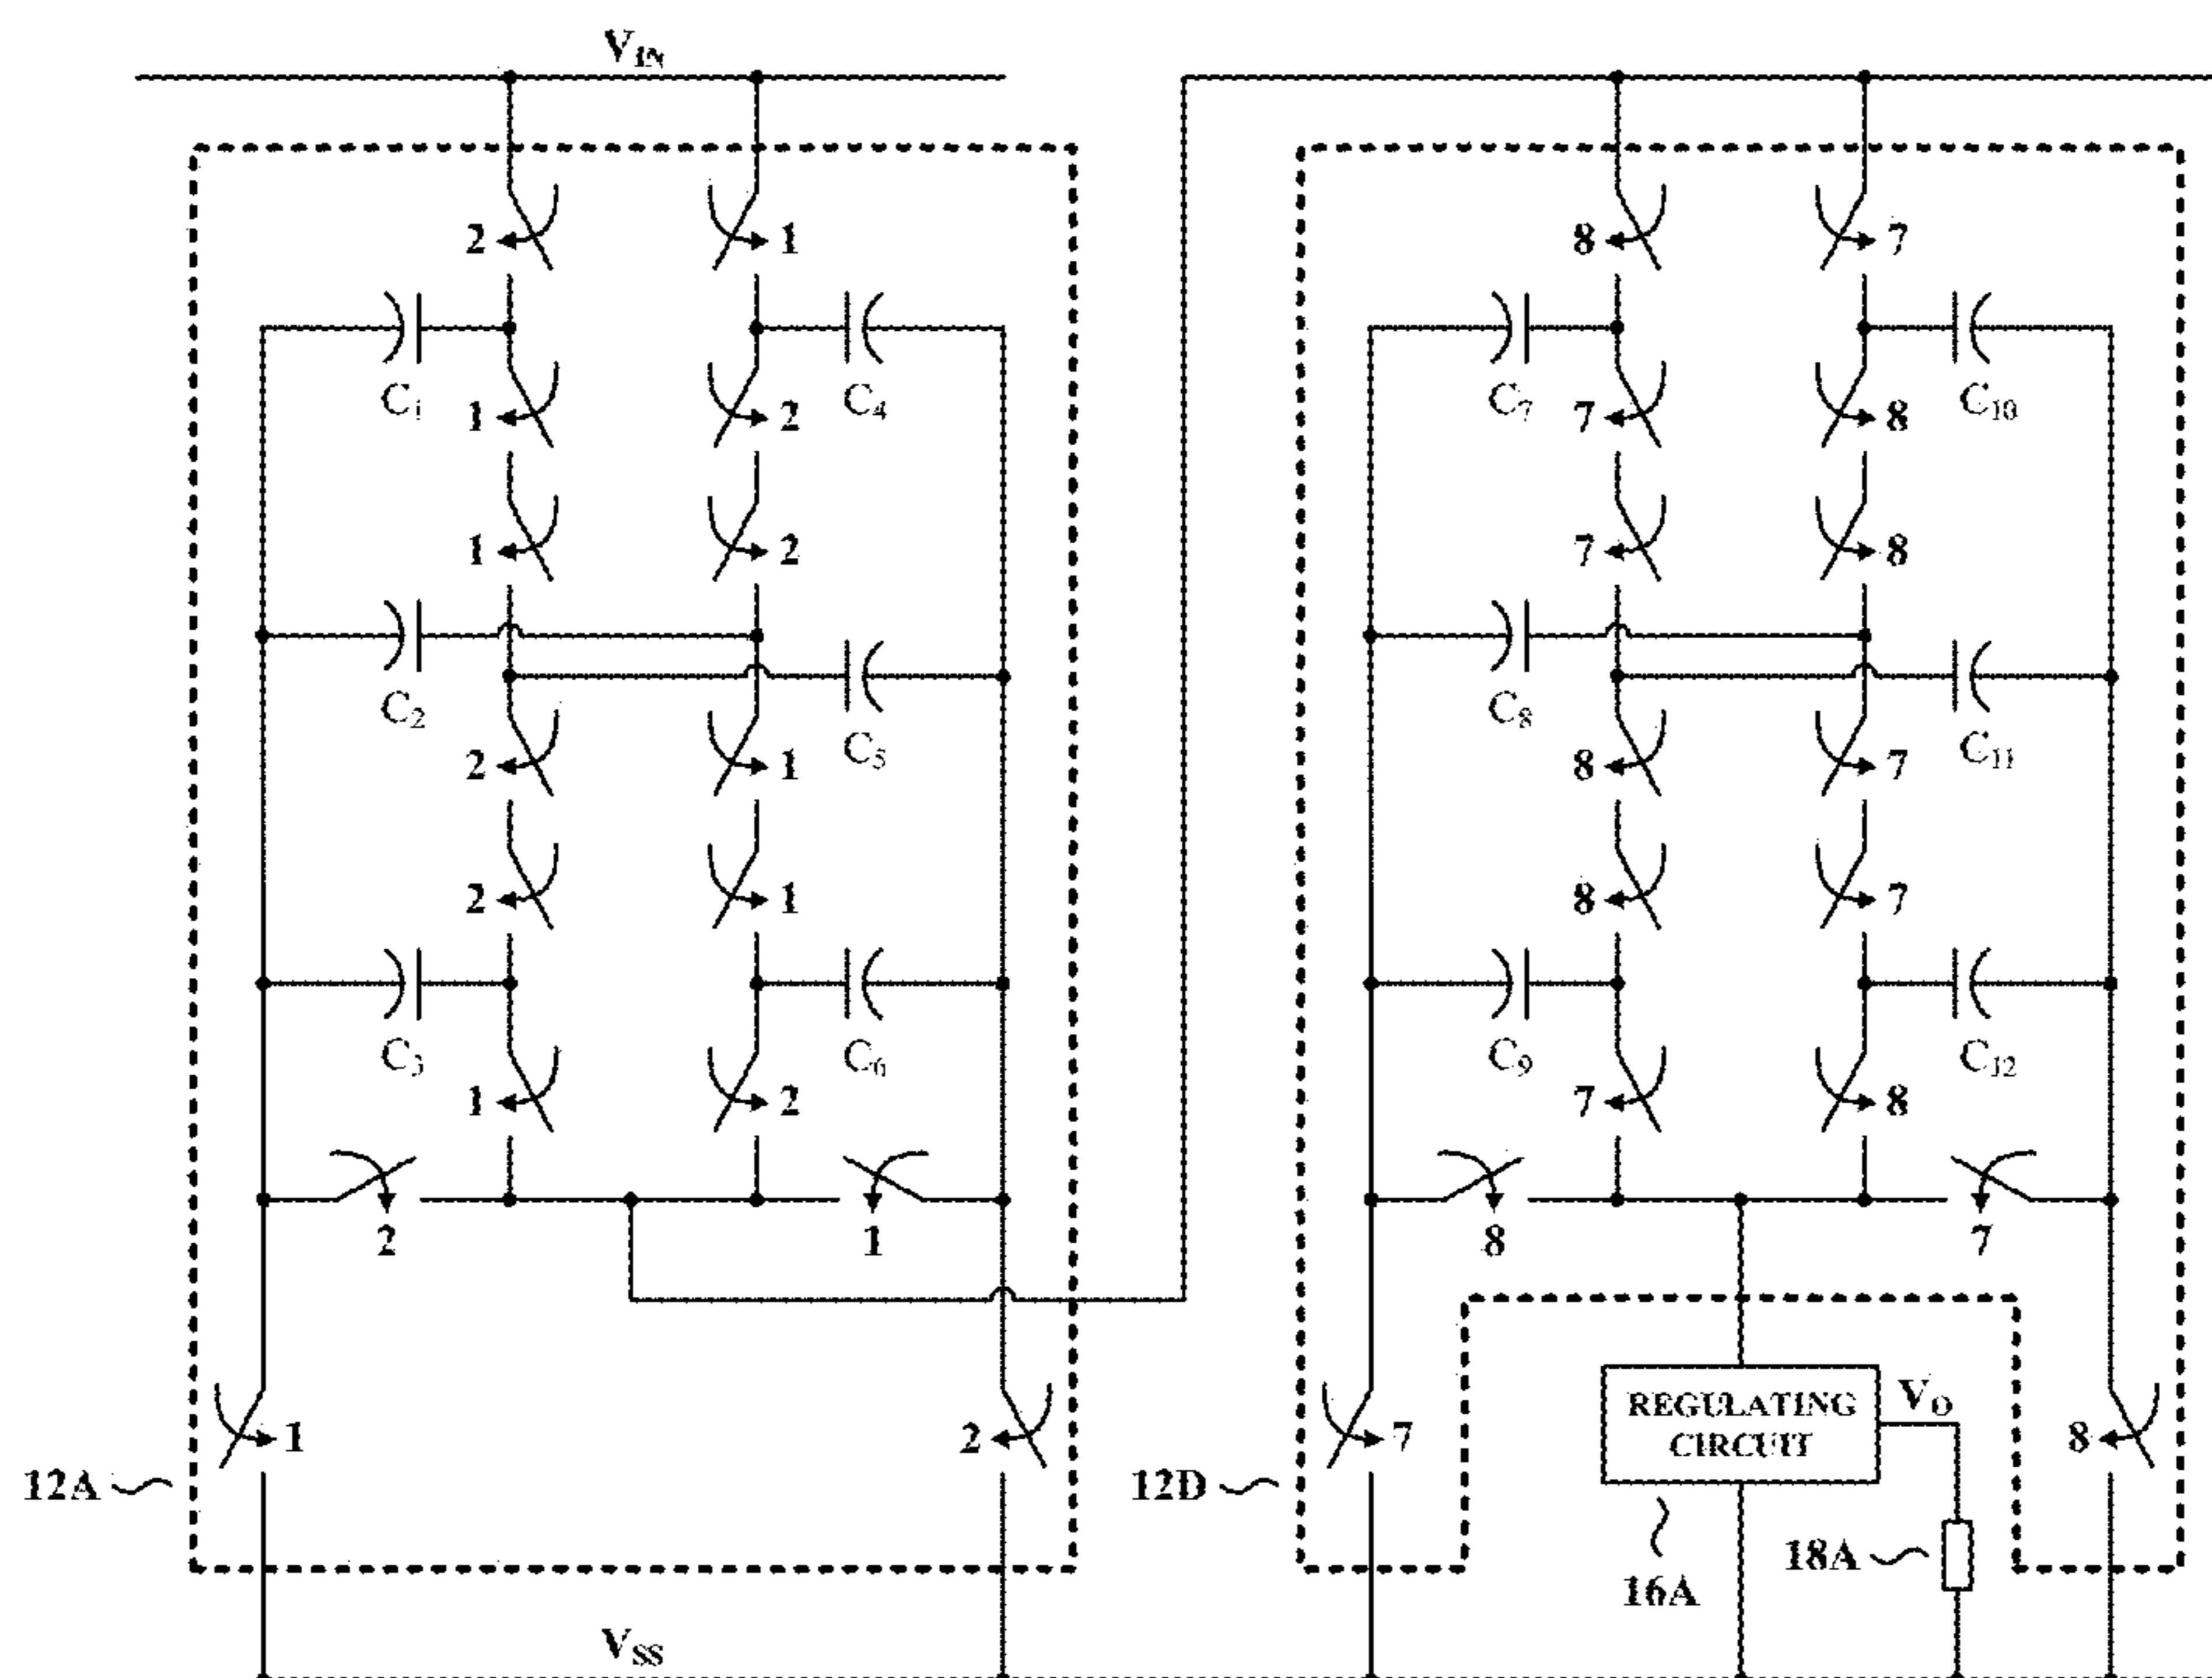 V_IN
2 1 8 7
C1 1 2 C4 C7 7 8 C10
1 2 7 8
C2 2 1 C5 C8 8 7 C11
2 1 8 7
C3 1 2 C6 C9 7 8 C12
2 1 8 7
REGULATING V_O
1 2 7 CIRCUIT 8
12A 12D
16A 18A
V_SS